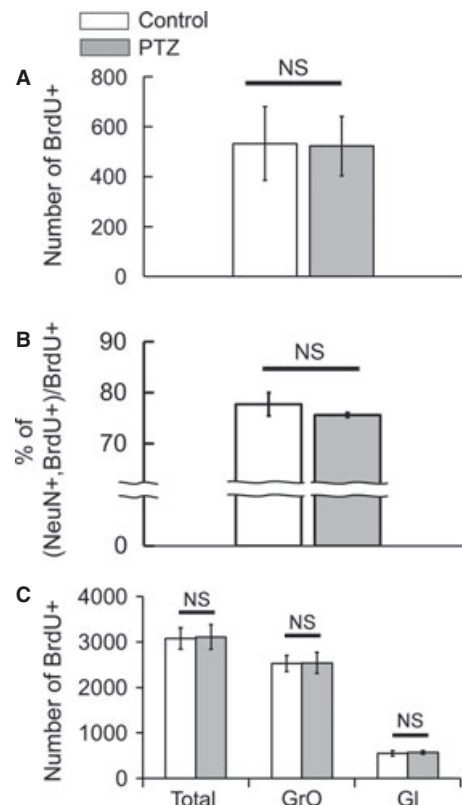 Control
PTZ
A
Number of BrdU+
800
600
400
200
0
NS
B
% of
(NeuN+,BrdU+)/BrdU+
90
80
70
0
NS
C
Number of BrdU+
4000
3000
2000
1000
0
NS
NS
NS
Total GrO Gl